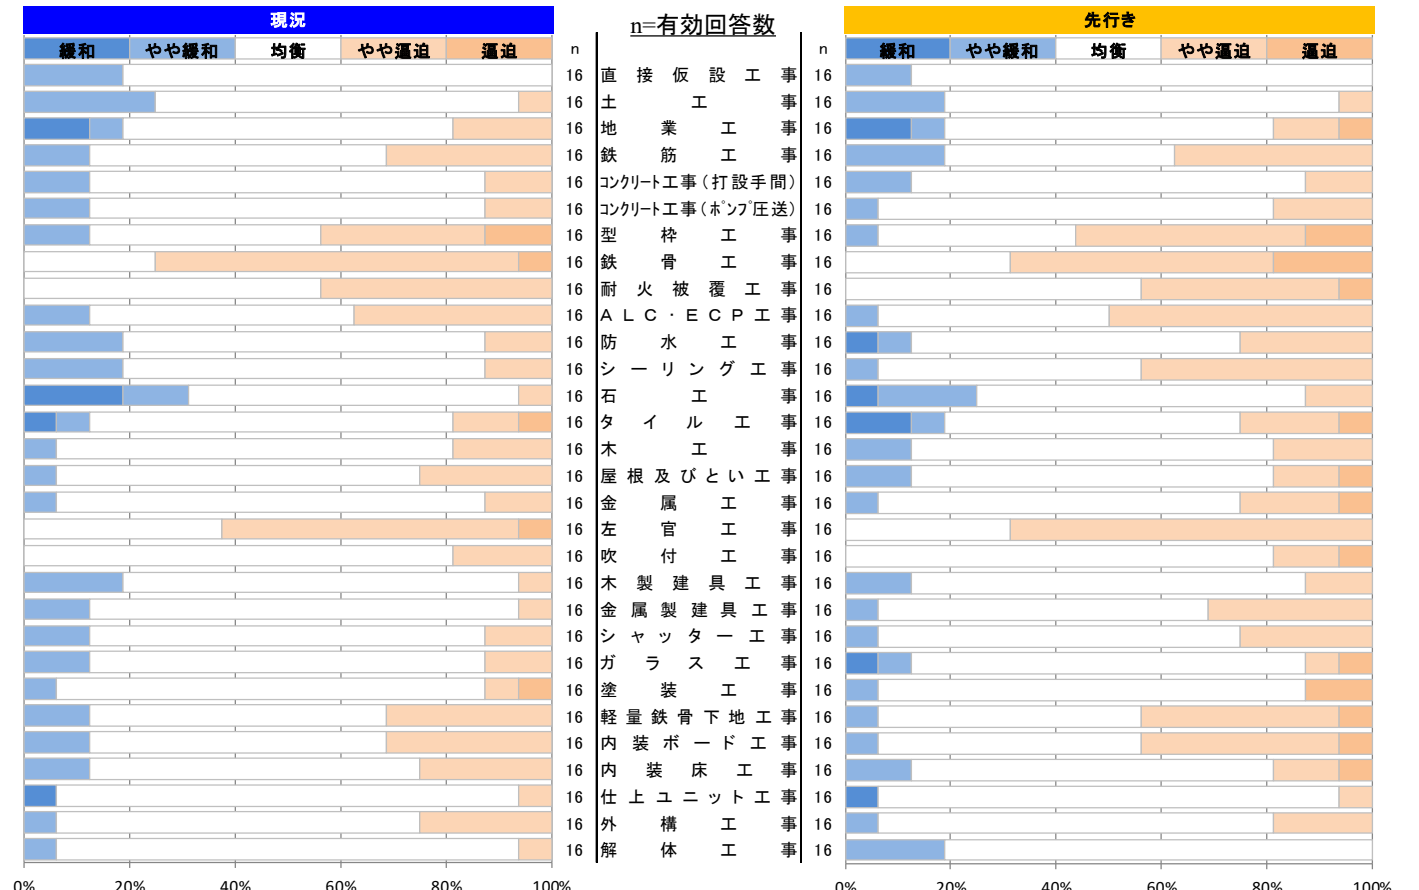 現況
n=有効回答数
先行き
緩和 やや緩和 均衡 やや逼迫 逼迫 n n 緩和 やや緩和 均衡 やや逼迫 逼迫
16 直接仮設工事 16
16 土工事 16
16 地業工事 16
16 鉄筋工事 16
16 ｺﾝｸﾘｰﾄ工事(打設手間) 16
16 ｺﾝｸﾘｰﾄ工事(ﾎﾟﾝﾌﾟ圧送) 16
16 型枠工事 16
16 鉄骨工事 16
16 耐火被覆工事 16
16 ＡＬＣ・ＥＣＰ工事 16
16 防水工事 16
16 シーリング工事 16
16 石工事 16
16 タイル工事 16
16 木工事 16
16 屋根及びとい工事 16
16 金属工事 16
16 左官工事 16
16 吹付工事 16
16 木製建具工事 16
16 金属製建具工事 16
16 シャッター工事 16
16 ガラス工事 16
16 塗装工事 16
16 軽量鉄骨下地工事 16
16 内装ボード工事 16
16 内装床工事 16
16 仕上ユニット工事 16
16 外構工事 16
16 解体工事 16
0% 20% 40% 60% 80% 100% 0% 20% 40% 60% 80% 100%